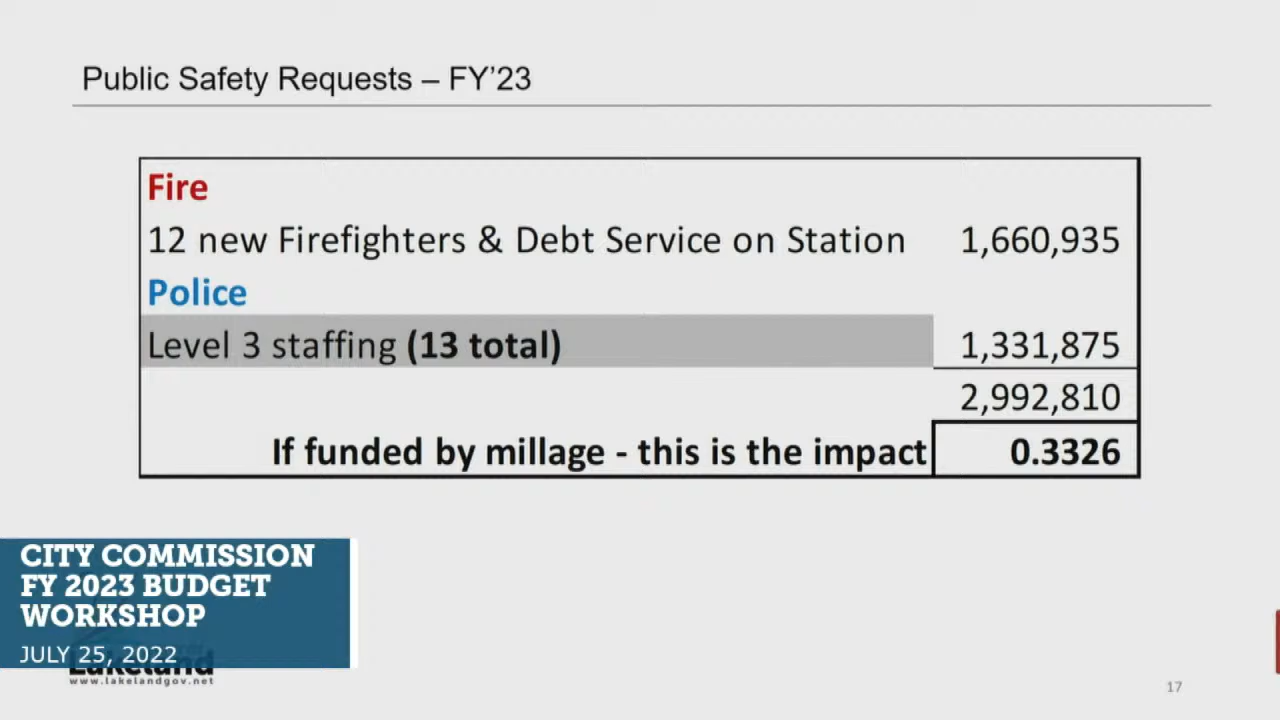 Public Safety Requests – FY'23
Fire
12 new Firefighters & Debt Service on Station 1,660,935
Police
Level 3 staffing (13 total) 1,331,875
2,992,810
If funded by millage - this is the impact 0.3326
CITY COMMISSION
FY 2023 BUDGET
WORKSHOP
JULY 25, 2022
Lakeland
www.lakelandgov.net
17